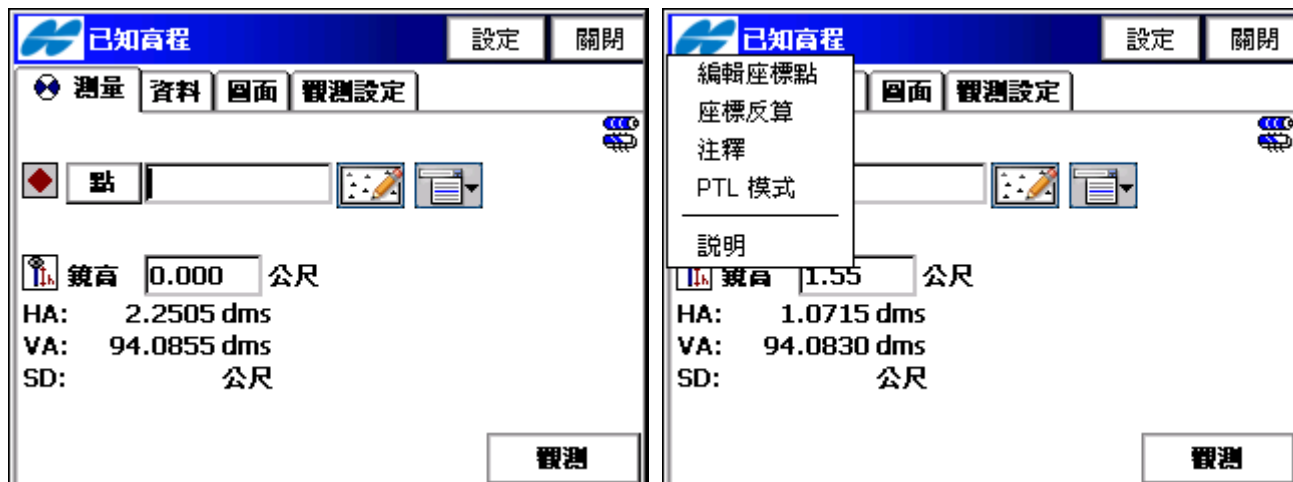 已知高程 設定 關閉
測量 資料 圖面 觀測設定
點
鏡高 0.000 公尺
HA: 2.2505 dms
VA: 94.0855 dms
SD: 公尺
觀測
已知高程 設定 關閉
編輯座標點
座標反算
注釋
PTL 模式
説明
圖面 觀測設定
鏡高 1.55 公尺
HA: 1.0715 dms
VA: 94.0830 dms
SD: 公尺
觀測